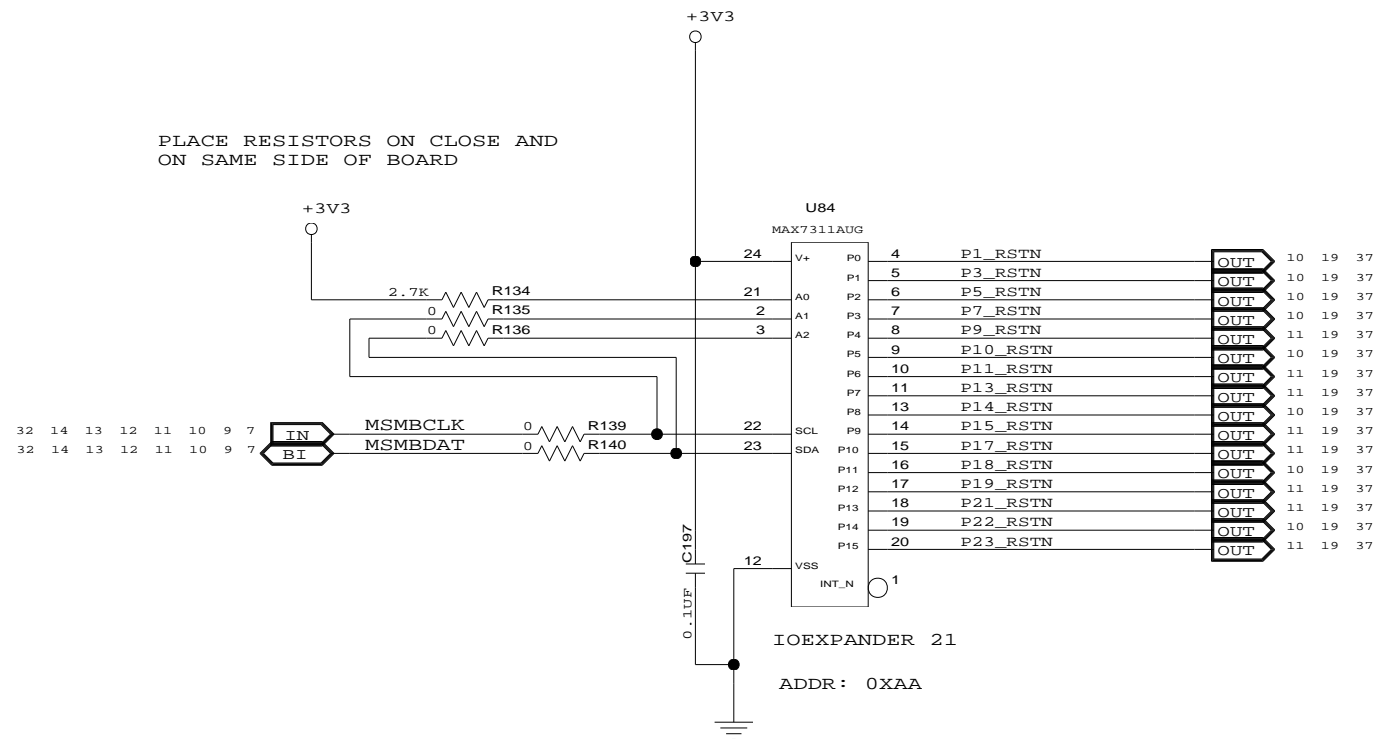 +3V3
PLACE RESISTORS ON CLOSE AND
ON SAME SIDE OF BOARD
+3V3
U84
MAX7311AUG
24 V+ P0 4 P1_RSTN OUT 10 19 37
P1 5 P3_RSTN OUT 10 19 37
2.7K R134 21 A0 P2 6 P5_RSTN OUT 10 19 37
0 R135 2 A1 P3 7 P7_RSTN OUT 10 19 37
0 R136 3 A2 P4 8 P9_RSTN OUT 11 19 37
P5 9 P10_RSTN OUT 10 19 37
P6 10 P11_RSTN OUT 11 19 37
P7 11 P13_RSTN OUT 11 19 37
P8 13 P14_RSTN OUT 10 19 37
32 14 13 12 11 10 9 7 IN MSMBCLK 0 R139 22 SCL P9 14 P15_RSTN OUT 11 19 37
32 14 13 12 11 10 9 7 BI MSMBDAT 0 R140 23 SDA P10 15 P17_RSTN OUT 11 19 37
P11 16 P18_RSTN OUT 10 19 37
P12 17 P19_RSTN OUT 11 19 37
P13 18 P21_RSTN OUT 11 19 37
P14 19 P22_RSTN OUT 10 19 37
P15 20 P23_RSTN OUT 11 19 37
C197
0.1UF
12 VSS
INT_N 1
IOEXPANDER 21
ADDR: 0XAA